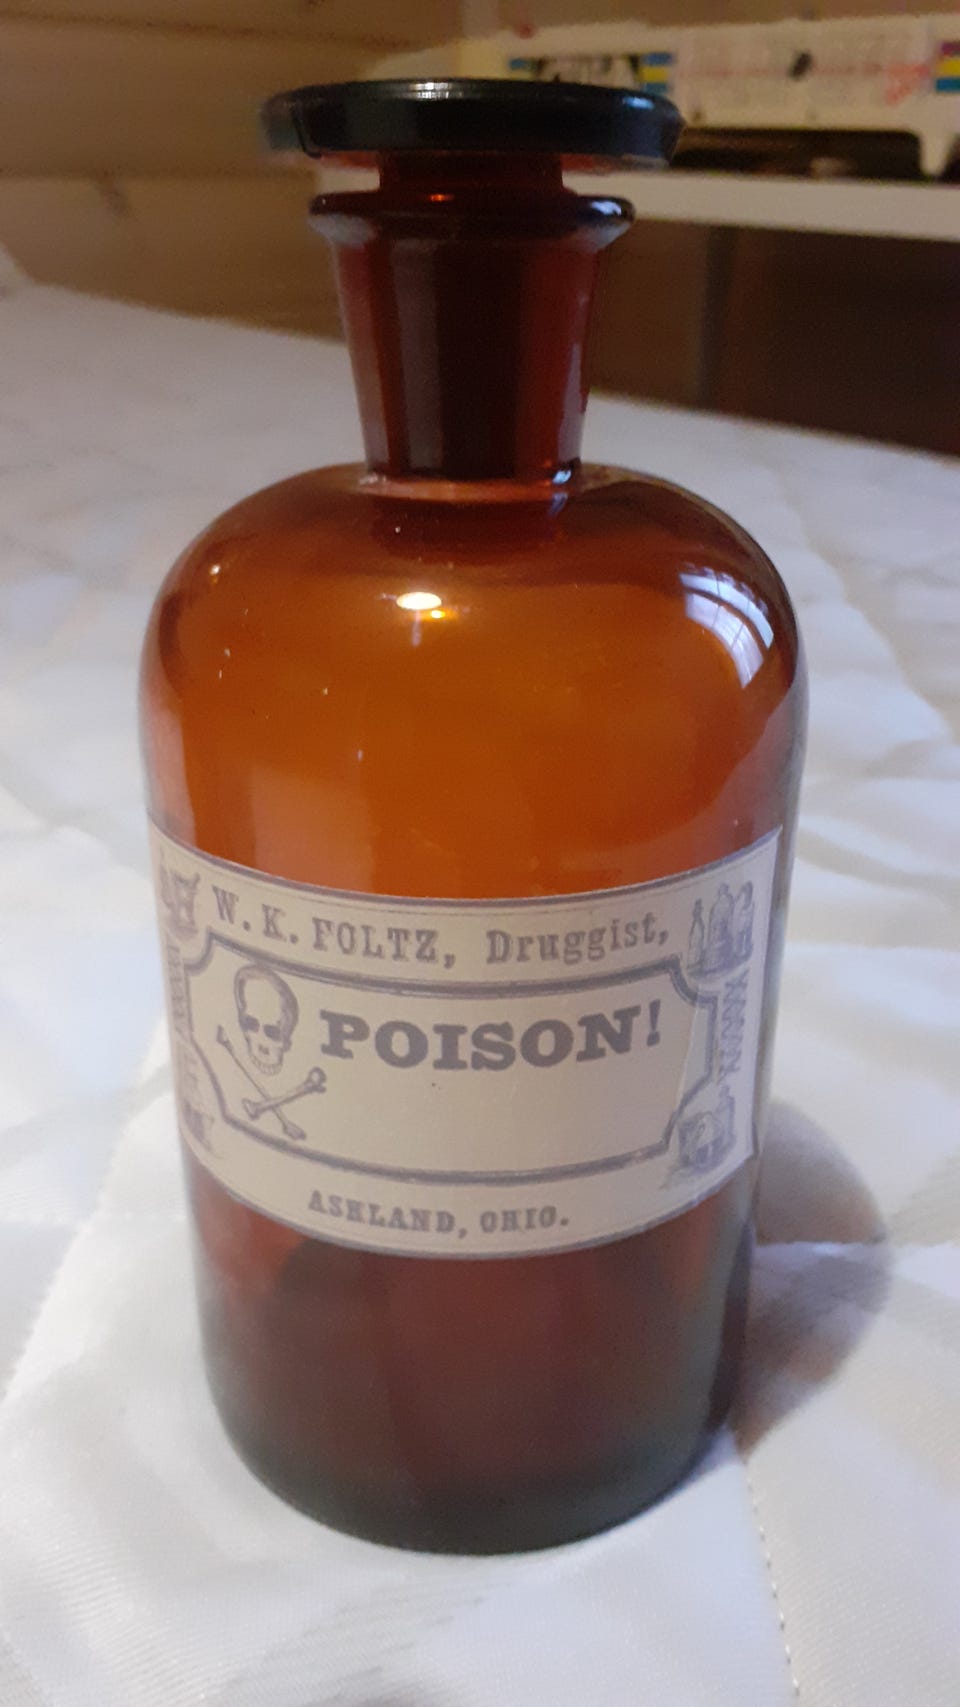 W. K. FOLTZ, Druggist,
POISON!
ASHLAND, OHIO.